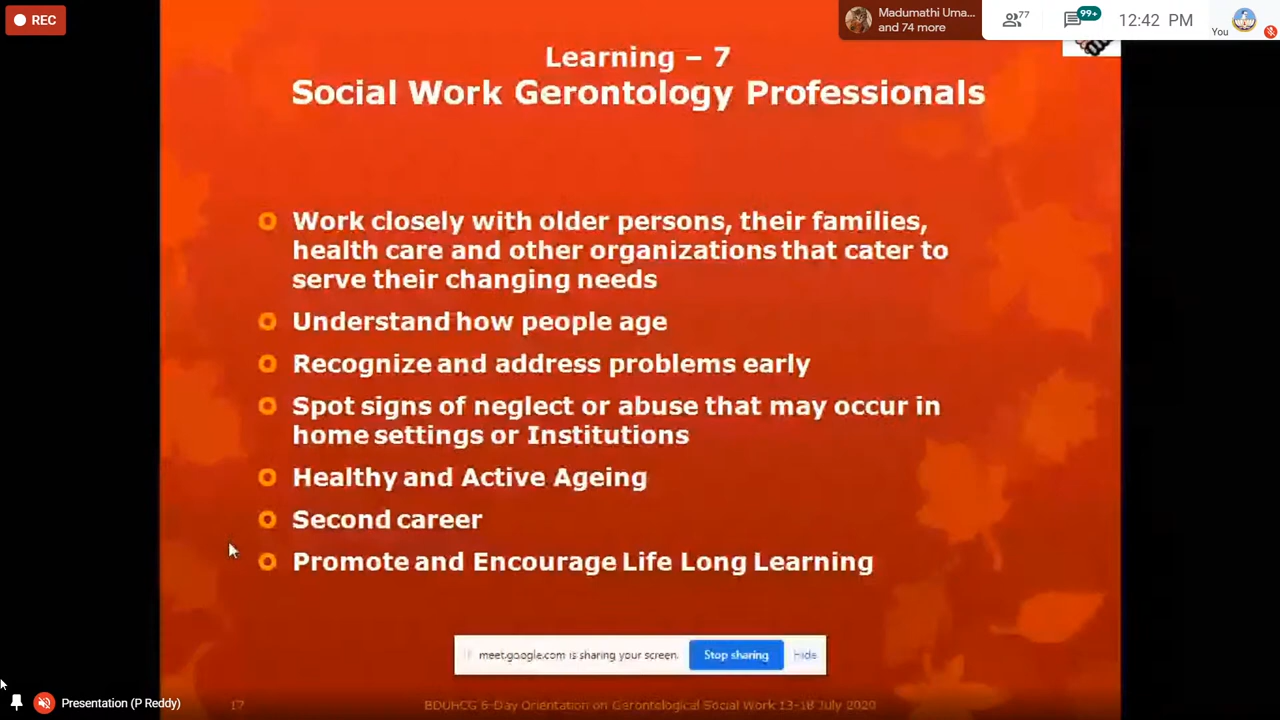 REC
Madumathi Uma...
and 74 more
77
99+
12:42 PM
You
Learning – 7
Social Work Gerontology Professionals
Work closely with older persons, their families,
health care and other organizations that cater to
serve their changing needs
Understand how people age
Recognize and address problems early
Spot signs of neglect or abuse that may occur in
home settings or Institutions
Healthy and Active Ageing
Second career
Promote and Encourage Life Long Learning
meet.google.com is sharing your screen.
Stop sharing
Hide
Presentation (P Reddy)
17
BDUHCG 6-Day Orientation on Gerontological Social Work 13-18 July 2020